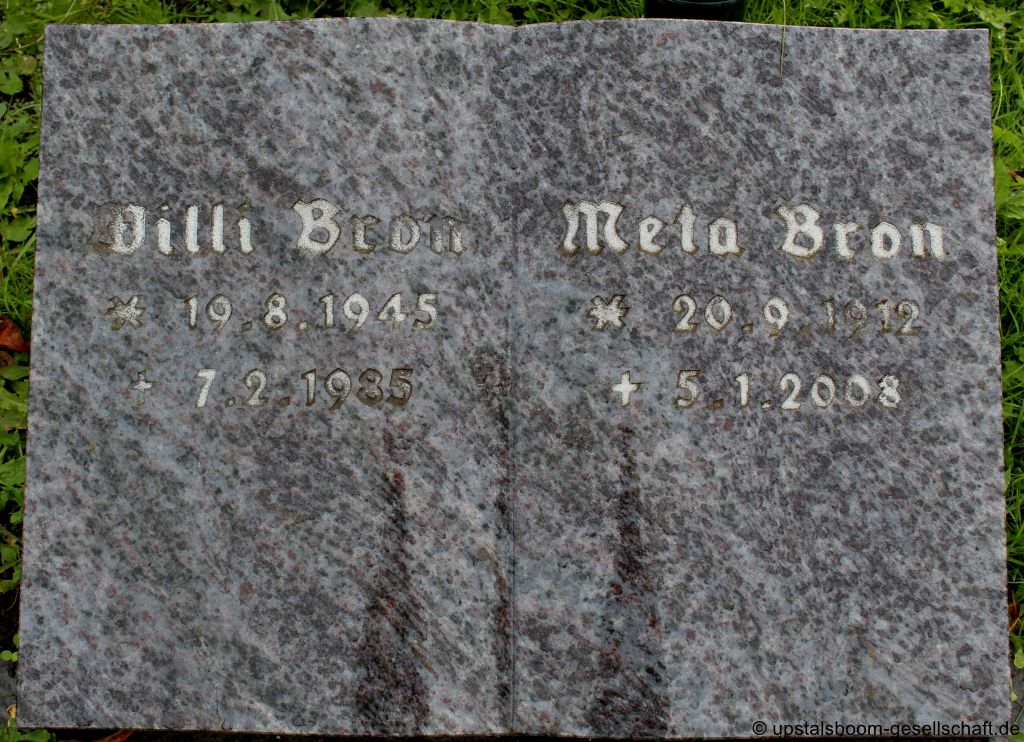 Willi Bron
* 19.8.1945
+ 7.2.1985
Meta Bron
* 20.9.1912
+ 5.1.2008
© upstalsboom-gesellschaft.de